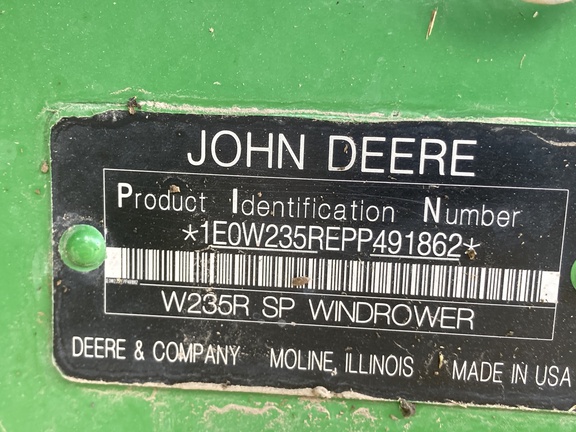 JOHN DEERE
Product Identification Number
*1E0W235REPP491862*
W235R SP WINDROWER
DEERE & COMPANY MOLINE, ILLINOIS MADE IN USA